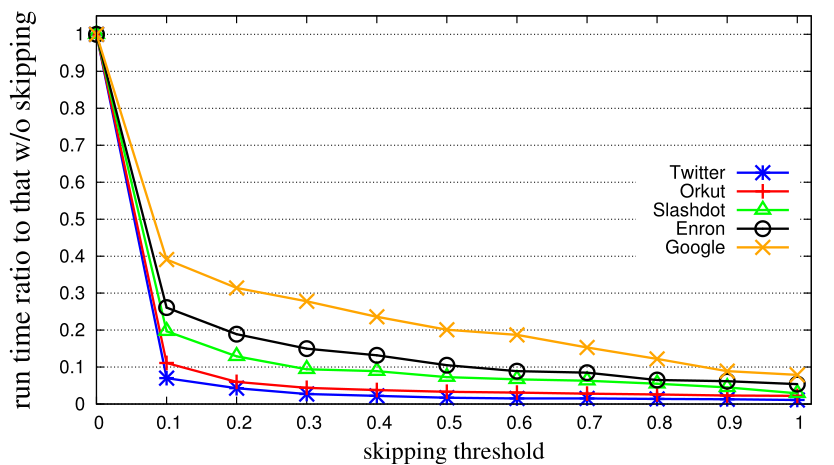 run time ratio to that w/o skipping
1
0.9
0.8
0.7
0.6
0.5
0.4
0.3
0.2
0.1
0
Twitter
Orkut
Slashdot
Enron
Google
0 0.1 0.2 0.3 0.4 0.5 0.6 0.7 0.8 0.9 1
skipping threshold